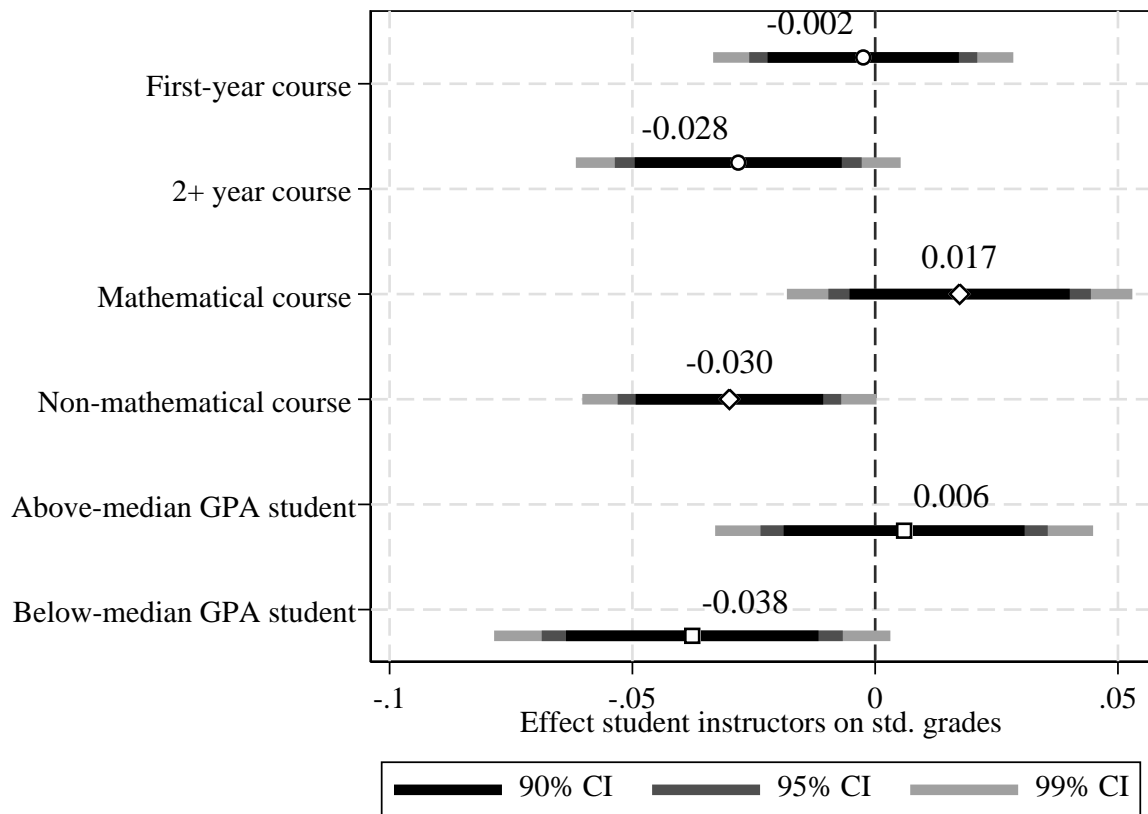 -0.002
First-year course
-0.028
2+ year course
0.017
Mathematical course
-0.030
Non-mathematical course
0.006
Above-median GPA student
-0.038
Below-median GPA student
-.1 -.05 0 .05
Effect student instructors on std. grades
90% CI 95% CI 99% CI